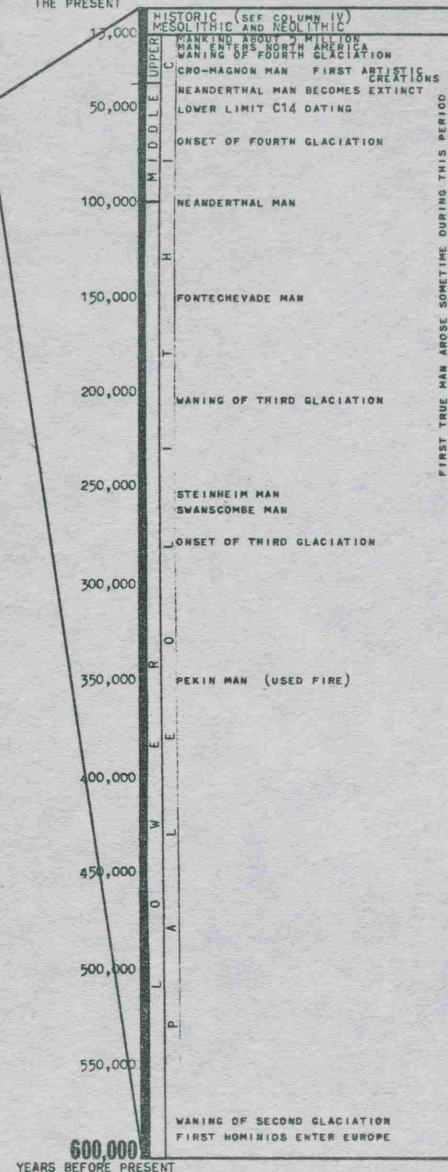 THE PRESENT
HISTORIC (SEE COLUMN IV)
MESOLITHIC AND NEOLITHIC
15,000
MANKIND ABOUT 5 MILLION
MAN ENTERS NORTH AMERICA
WANING OF FOURTH GLACIATION
CRO-MAGNON MAN FIRST ARTISTIC
CREATIONS
NEANDERTHAL MAN BECOMES EXTINCT
50,000
LOWER LIMIT C14 DATING
ONSET OF FOURTH GLACIATION
100,000
NEANDERTHAL MAN
150,000
FONTECHEVADE MAN
200,000
WANING OF THIRD GLACIATION
250,000
STEINHEIM MAN
SWANSCOMBE MAN
ONSET OF THIRD GLACIATION
300,000
350,000
PEKIN MAN (USED FIRE)
400,000
450,000
500,000
550,000
WANING OF SECOND GLACIATION
FIRST HOMINIDS ENTER EUROPE
600,000
YEARS BEFORE PRESENT
UPPER
MIDDLE
LOWER
PALEOLITHIC
FIRST TRUE MAN AROSE SOMETIME DURING THIS PERIOD